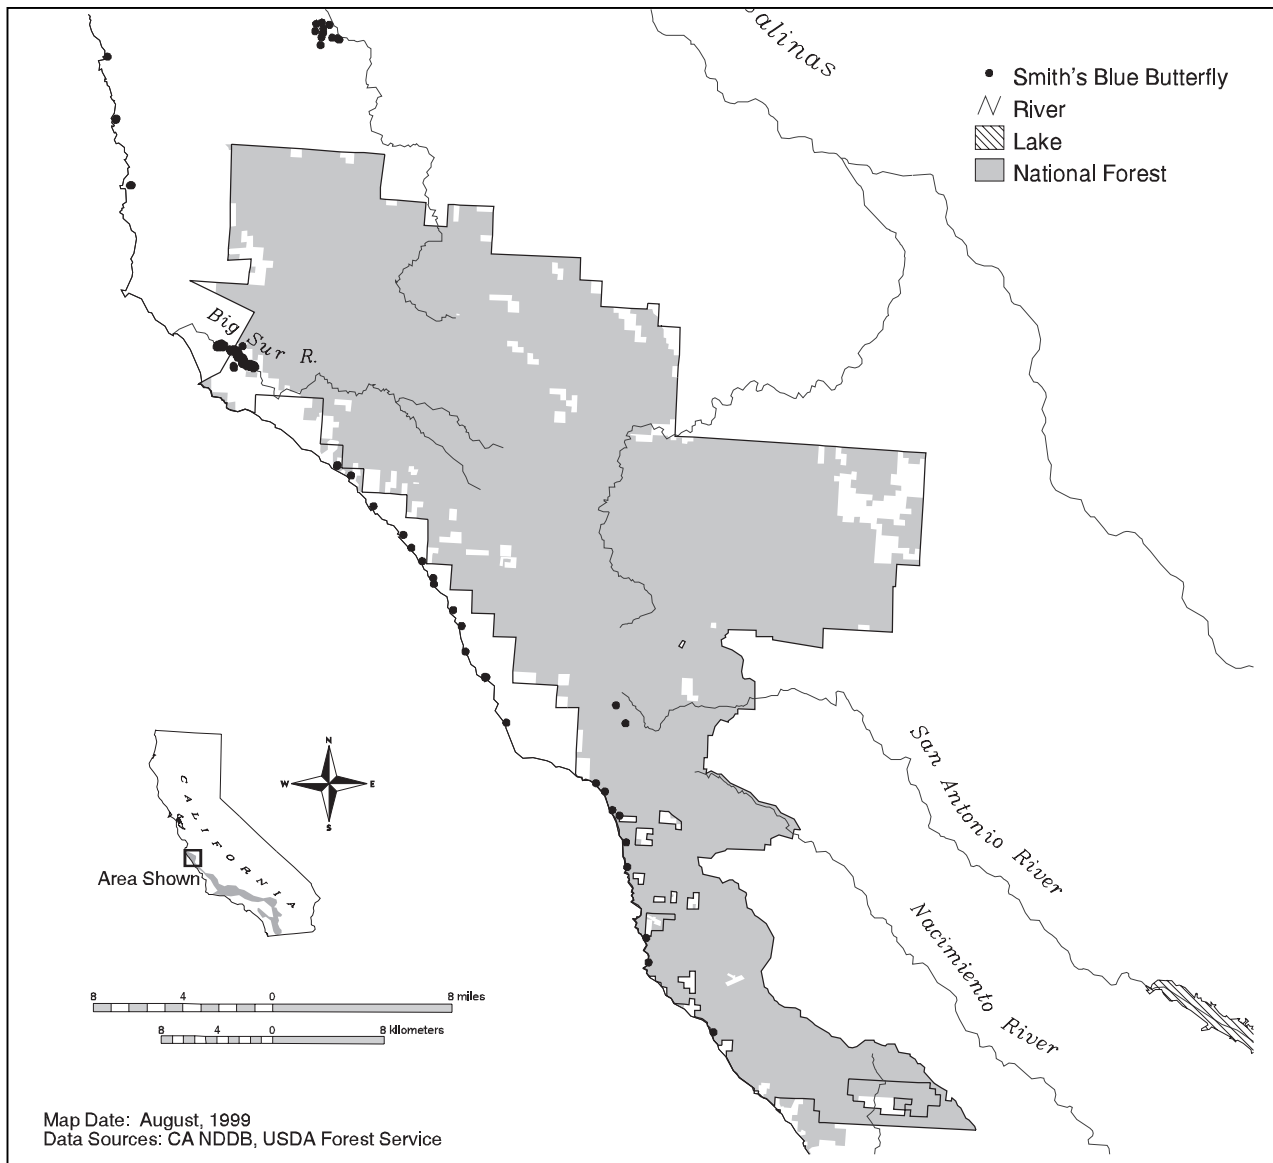 alinas
Smith's Blue Butterfly
River
Lake
National Forest
Big Sur R.
San Antonio River
Nacimiento River
N
W E
S
CALIFORNIA
Area Shown
8 4 0 8 miles
8 4 0 8 kilometers
Map Date: August, 1999
Data Sources: CA NDDB, USDA Forest Service